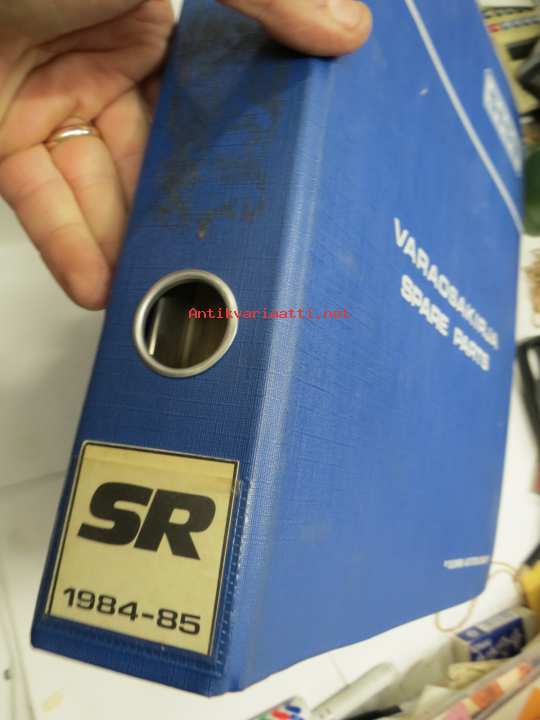 VARAOSAKIRJA
SPARE PARTS
Antikvariaatti.net
SR
1984-85